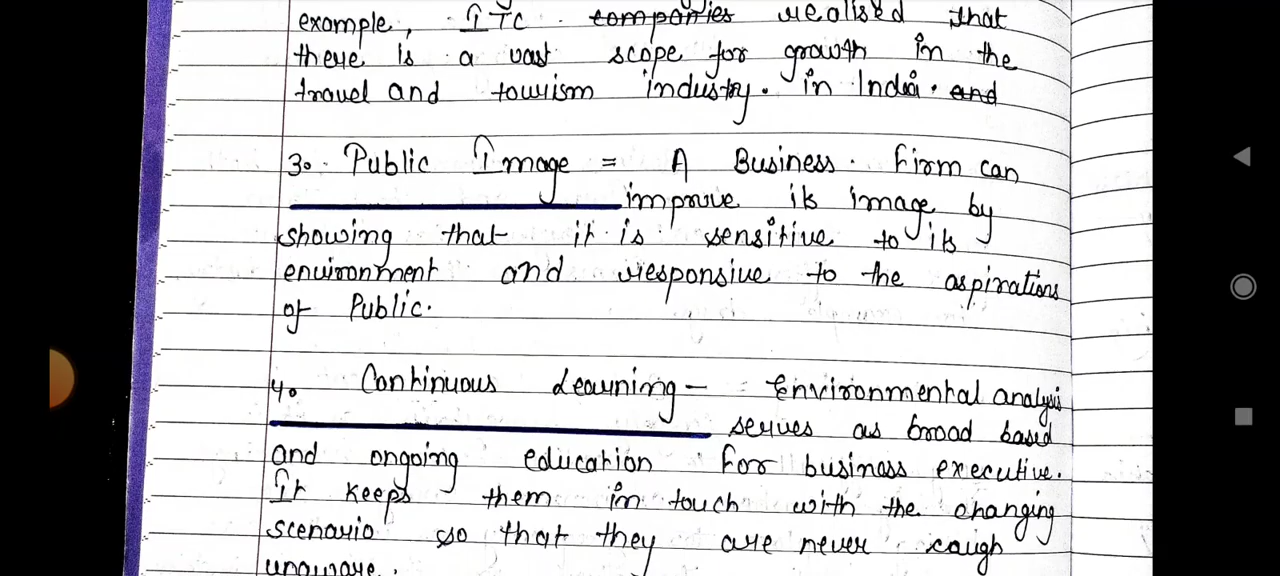 example, ITC companies realised that
there is a vast scope for growth in the
travel and tourism industry. in India. and
3. Public Image = A Business. Firm can
improve its image by
showing that it is sensitive to its
environment and responsive to the aspirations
of Public.
4. Continuous Learning - Environmental analysis
serves as broad based
and ongoing education for business executive.
It keeps them in touch with the changing
scenario so that they are never caugh
unaware.